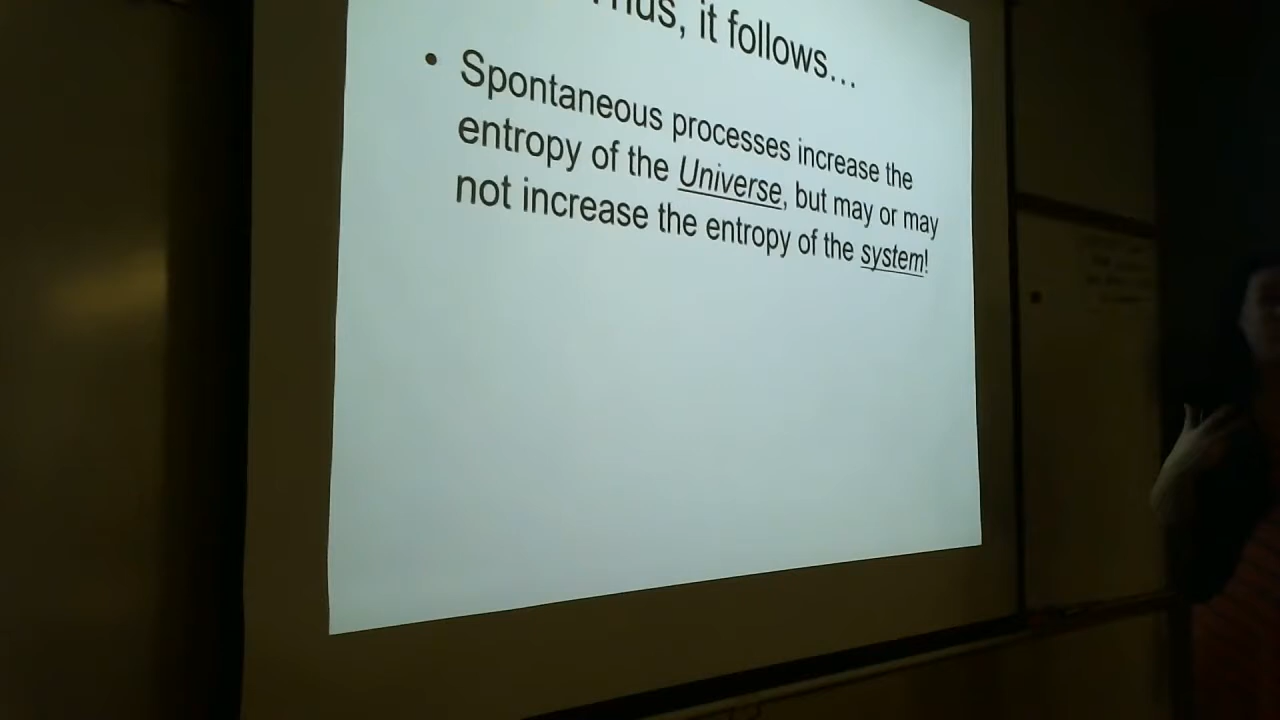 Thus, it follows...
• Spontaneous processes increase the
entropy of the Universe, but may or may
not increase the entropy of the system!